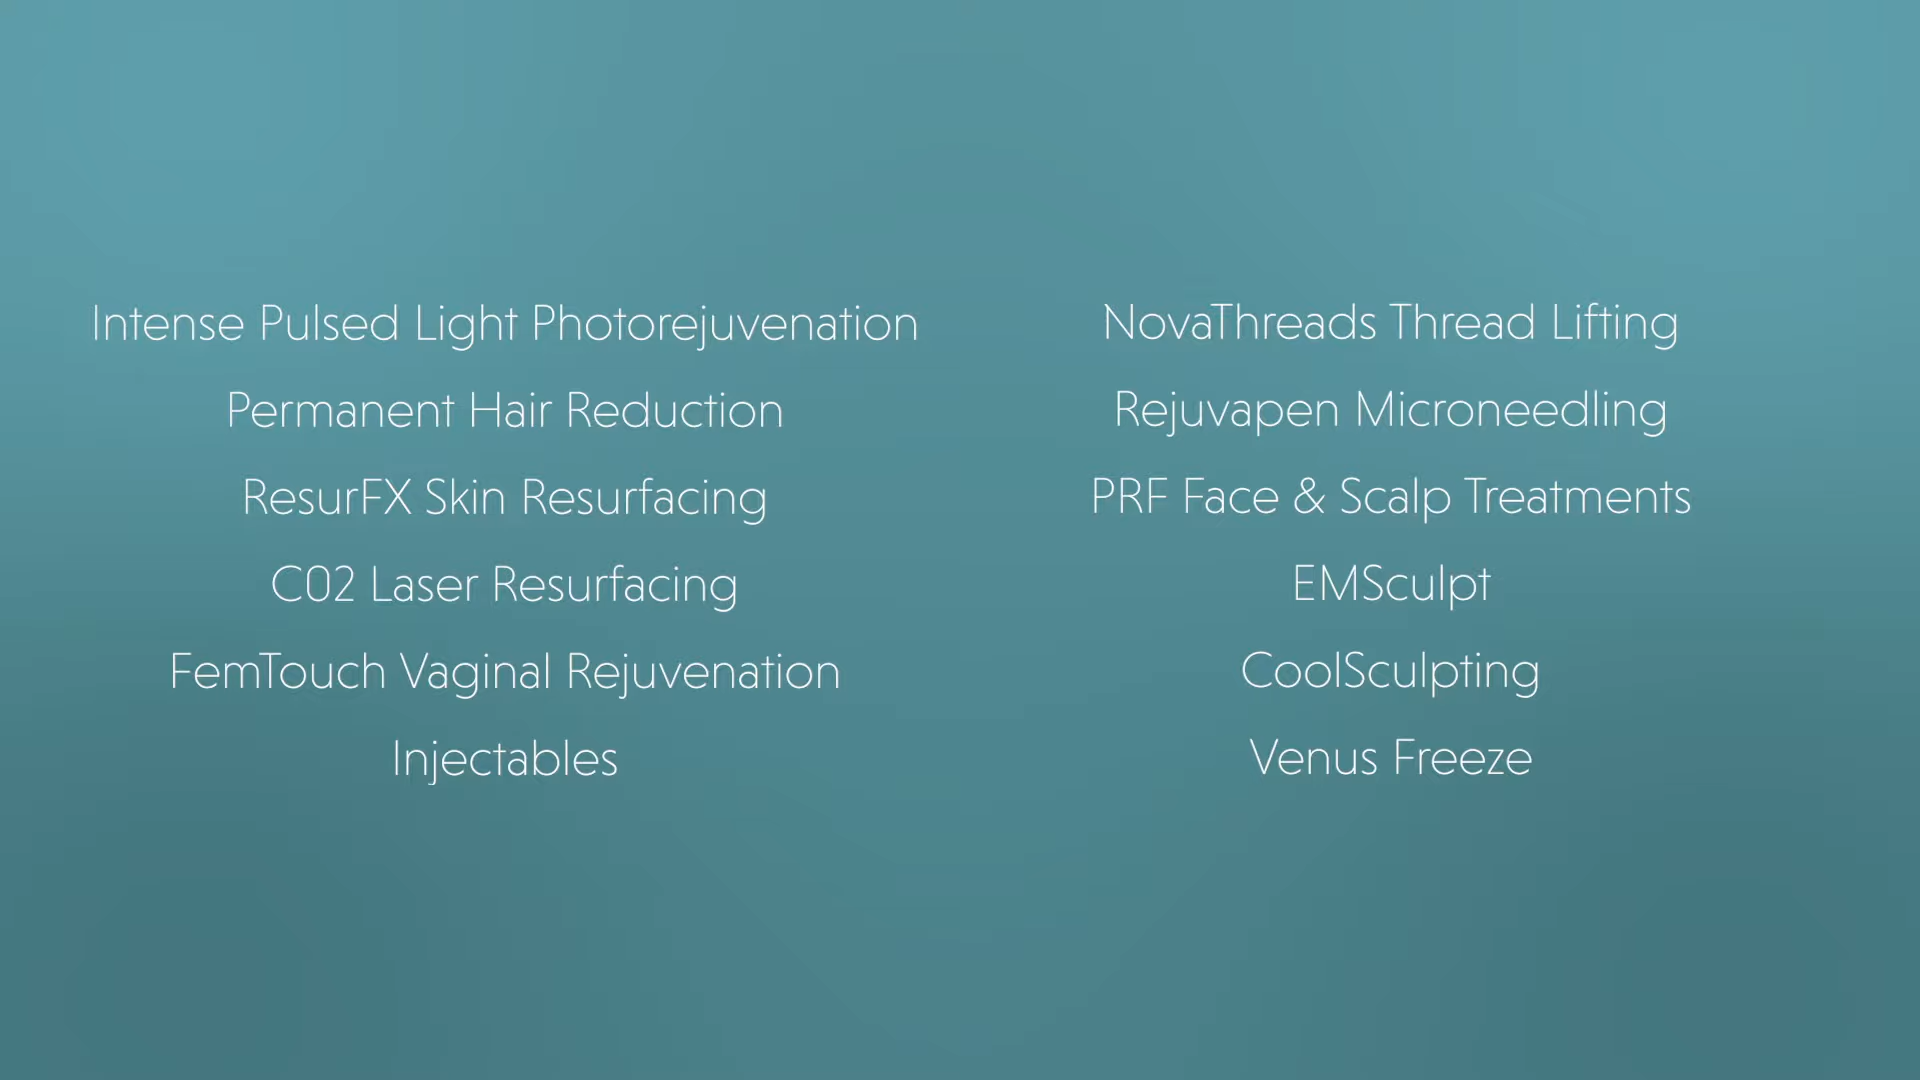 Intense Pulsed Light Photorejuvenation
Permanent Hair Reduction
ResurFX Skin Resurfacing
C02 Laser Resurfacing
FemTouch Vaginal Rejuvenation
Injectables
NovaThreads Thread Lifting
Rejuvapen Microneedling
PRF Face & Scalp Treatments
EMSculpt
CoolSculpting
Venus Freeze